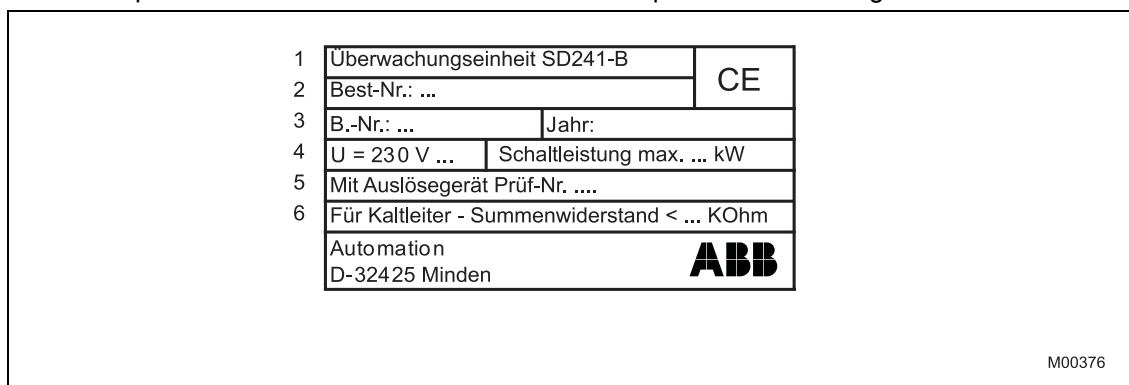 1 Überwachungseinheit SD241-B CE
2 Best-Nr.: ...
3 B.-Nr.: ... Jahr:
4 U = 230 V ... Schaltleistung max. ... kW
5 Mit Auslösegerät Prüf-Nr. ....
6 Für Kaltleiter - Summenwiderstand < ... KOhm
Automation
D-32425 Minden ABB
M00376